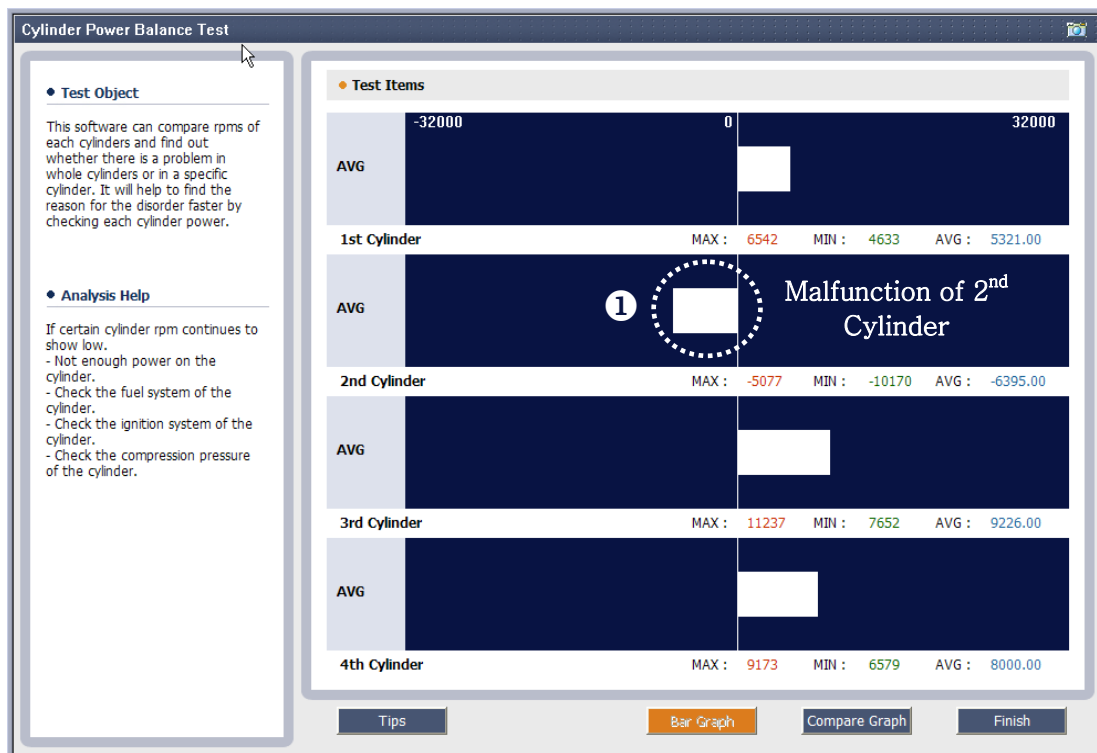 Cylinder Power Balance Test
Test Object
This software can compare rpms of
each cylinders and find out
whether there is a problem in
whole cylinders or in a specific
cylinder. It will help to find the
reason for the disorder faster by
checking each cylinder power.
Analysis Help
If certain cylinder rpm continues to
show low.
- Not enough power on the
cylinder.
- Check the fuel system of the
cylinder.
- Check the ignition system of the
cylinder.
- Check the compression pressure
of the cylinder.
Test Items
-32000 0 32000
AVG
1st Cylinder MAX : 6542 MIN : 4633 AVG : 5321.00
AVG
❶ Malfunction of 2nd
Cylinder
2nd Cylinder MAX : -5077 MIN : -10170 AVG : -6395.00
AVG
3rd Cylinder MAX : 11237 MIN : 7652 AVG : 9226.00
AVG
4th Cylinder MAX : 9173 MIN : 6579 AVG : 8000.00
Tips Bar Graph Compare Graph Finish